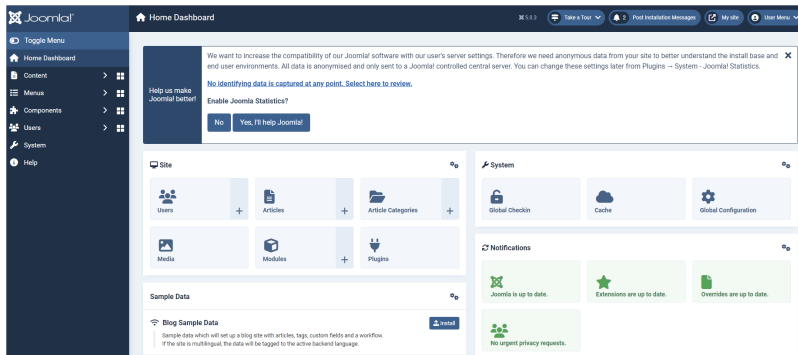 Joomla!
Home Dashboard
5.0.3
Take a Tour
2 Post Installation Messages
My site
User Menu
Toggle Menu
Home Dashboard
Content
Menus
Components
Users
System
Help
Help us make
Joomla! better!
We want to increase the compatibility of our Joomla! software with our user's server settings. Therefore we need anonymous data from your site to better understand the install base and
end user environments. All data is anonymised and only sent to a Joomla! controlled central server. You can change these settings later from Plugins → System - Joomla! Statistics.
No identifying data is captured at any point. Select here to review.
Enable Joomla Statistics?
No
Yes, I'll help Joomla!
Site
Users
Articles
Article Categories
Media
Modules
Plugins
Sample Data
Blog Sample Data
Install
Sample data which will set up a blog site with articles, tags, custom fields and a workflow.
If the site is multilingual, the data will be tagged to the active backend language.
System
Global Checkin
Cache
Global Configuration
Notifications
Joomla is up to date.
Extensions are up to date.
Overrides are up to date.
No urgent privacy requests.